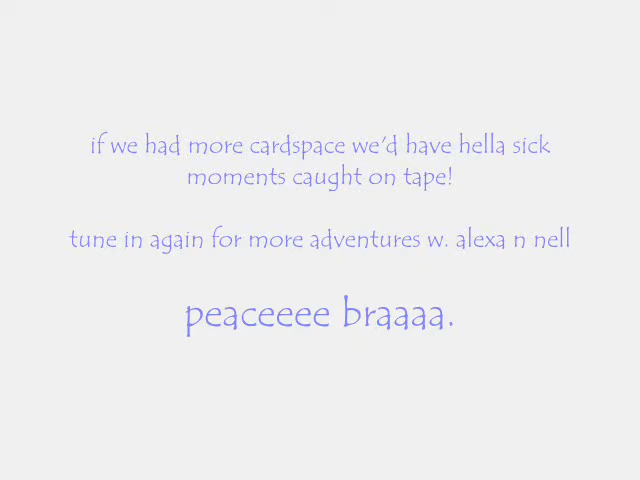 if we had more cardspace we'd have hella sick
moments caught on tape!
tune in again for more adventures w. alexa n nell
peaceeee braaaa.